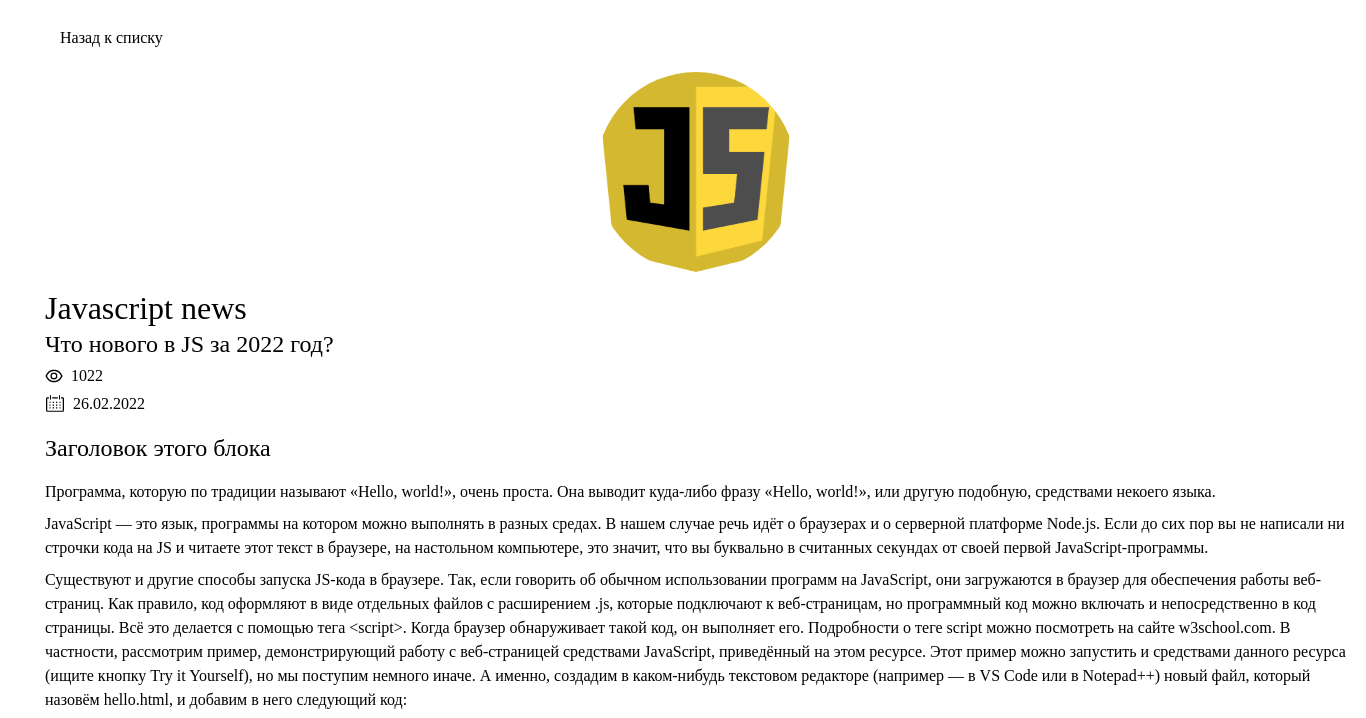 Назад к списку
JS
Javascript news
Что нового в JS за 2022 год?
1022
26.02.2022
Заголовок этого блока
Программа, которую по традиции называют «Hello, world!», очень проста. Она выводит куда-либо фразу «Hello, world!», или другую подобную, средствами некоего языка.
JavaScript — это язык, программы на котором можно выполнять в разных средах. В нашем случае речь идёт о браузерах и о серверной платформе Node.js. Если до сих пор вы не написали ни
строчки кода на JS и читаете этот текст в браузере, на настольном компьютере, это значит, что вы буквально в считанных секундах от своей первой JavaScript-программы.
Существуют и другие способы запуска JS-кода в браузере. Так, если говорить об обычном использовании программ на JavaScript, они загружаются в браузер для обеспечения работы веб-
страниц. Как правило, код оформляют в виде отдельных файлов с расширением .js, которые подключают к веб-страницам, но программный код можно включать и непосредственно в код
страницы. Всё это делается с помощью тега <script>. Когда браузер обнаруживает такой код, он выполняет его. Подробности о теге script можно посмотреть на сайте w3school.com. В
частности, рассмотрим пример, демонстрирующий работу с веб-страницей средствами JavaScript, приведённый на этом ресурсе. Этот пример можно запустить и средствами данного ресурса
(ищите кнопку Try it Yourself), но мы поступим немного иначе. А именно, создадим в каком-нибудь текстовом редакторе (например — в VS Code или в Notepad++) новый файл, который
назовём hello.html, и добавим в него следующий код: